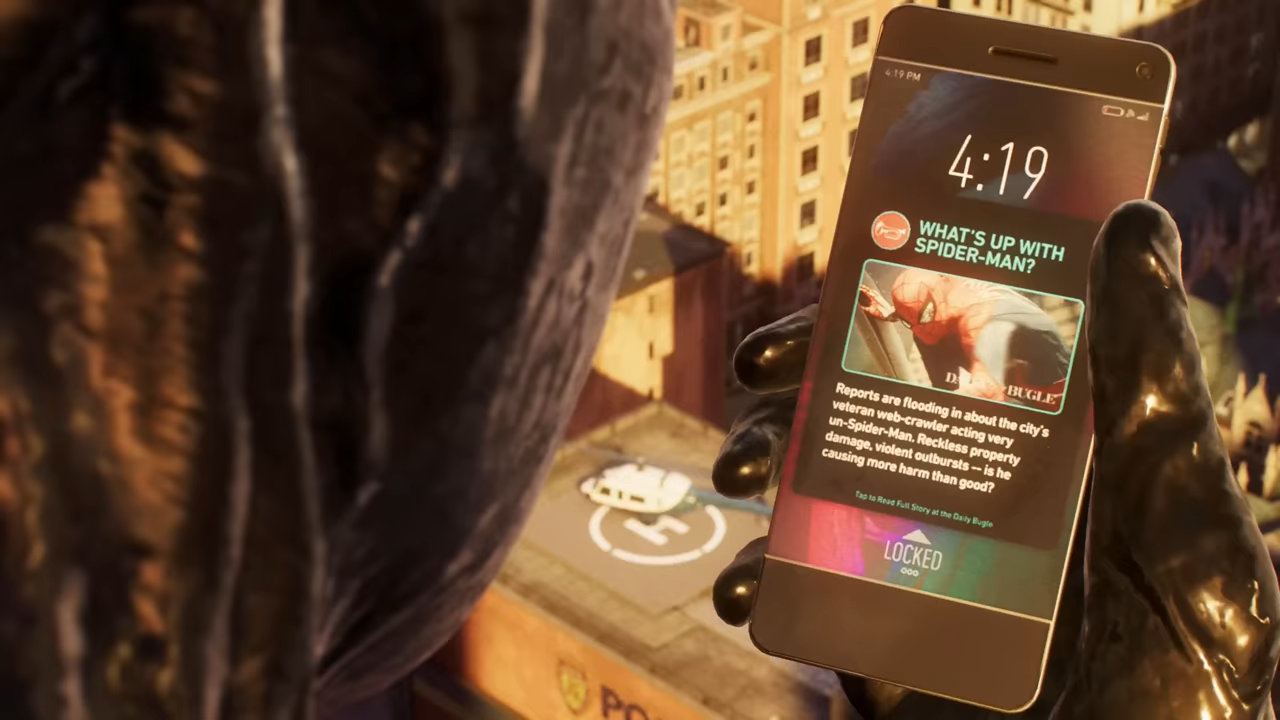 4:19 PM
4:19
WHAT'S UP WITH
SPIDER-MAN?
BUGLE
Reports are flooding in about the city's
veteran web-crawler acting very
un-Spider-Man. Reckless property
damage, violent outbursts -- is he
causing more harm than good?
Tap to Read Full Story at the Daily Bugle
LOCKED
H